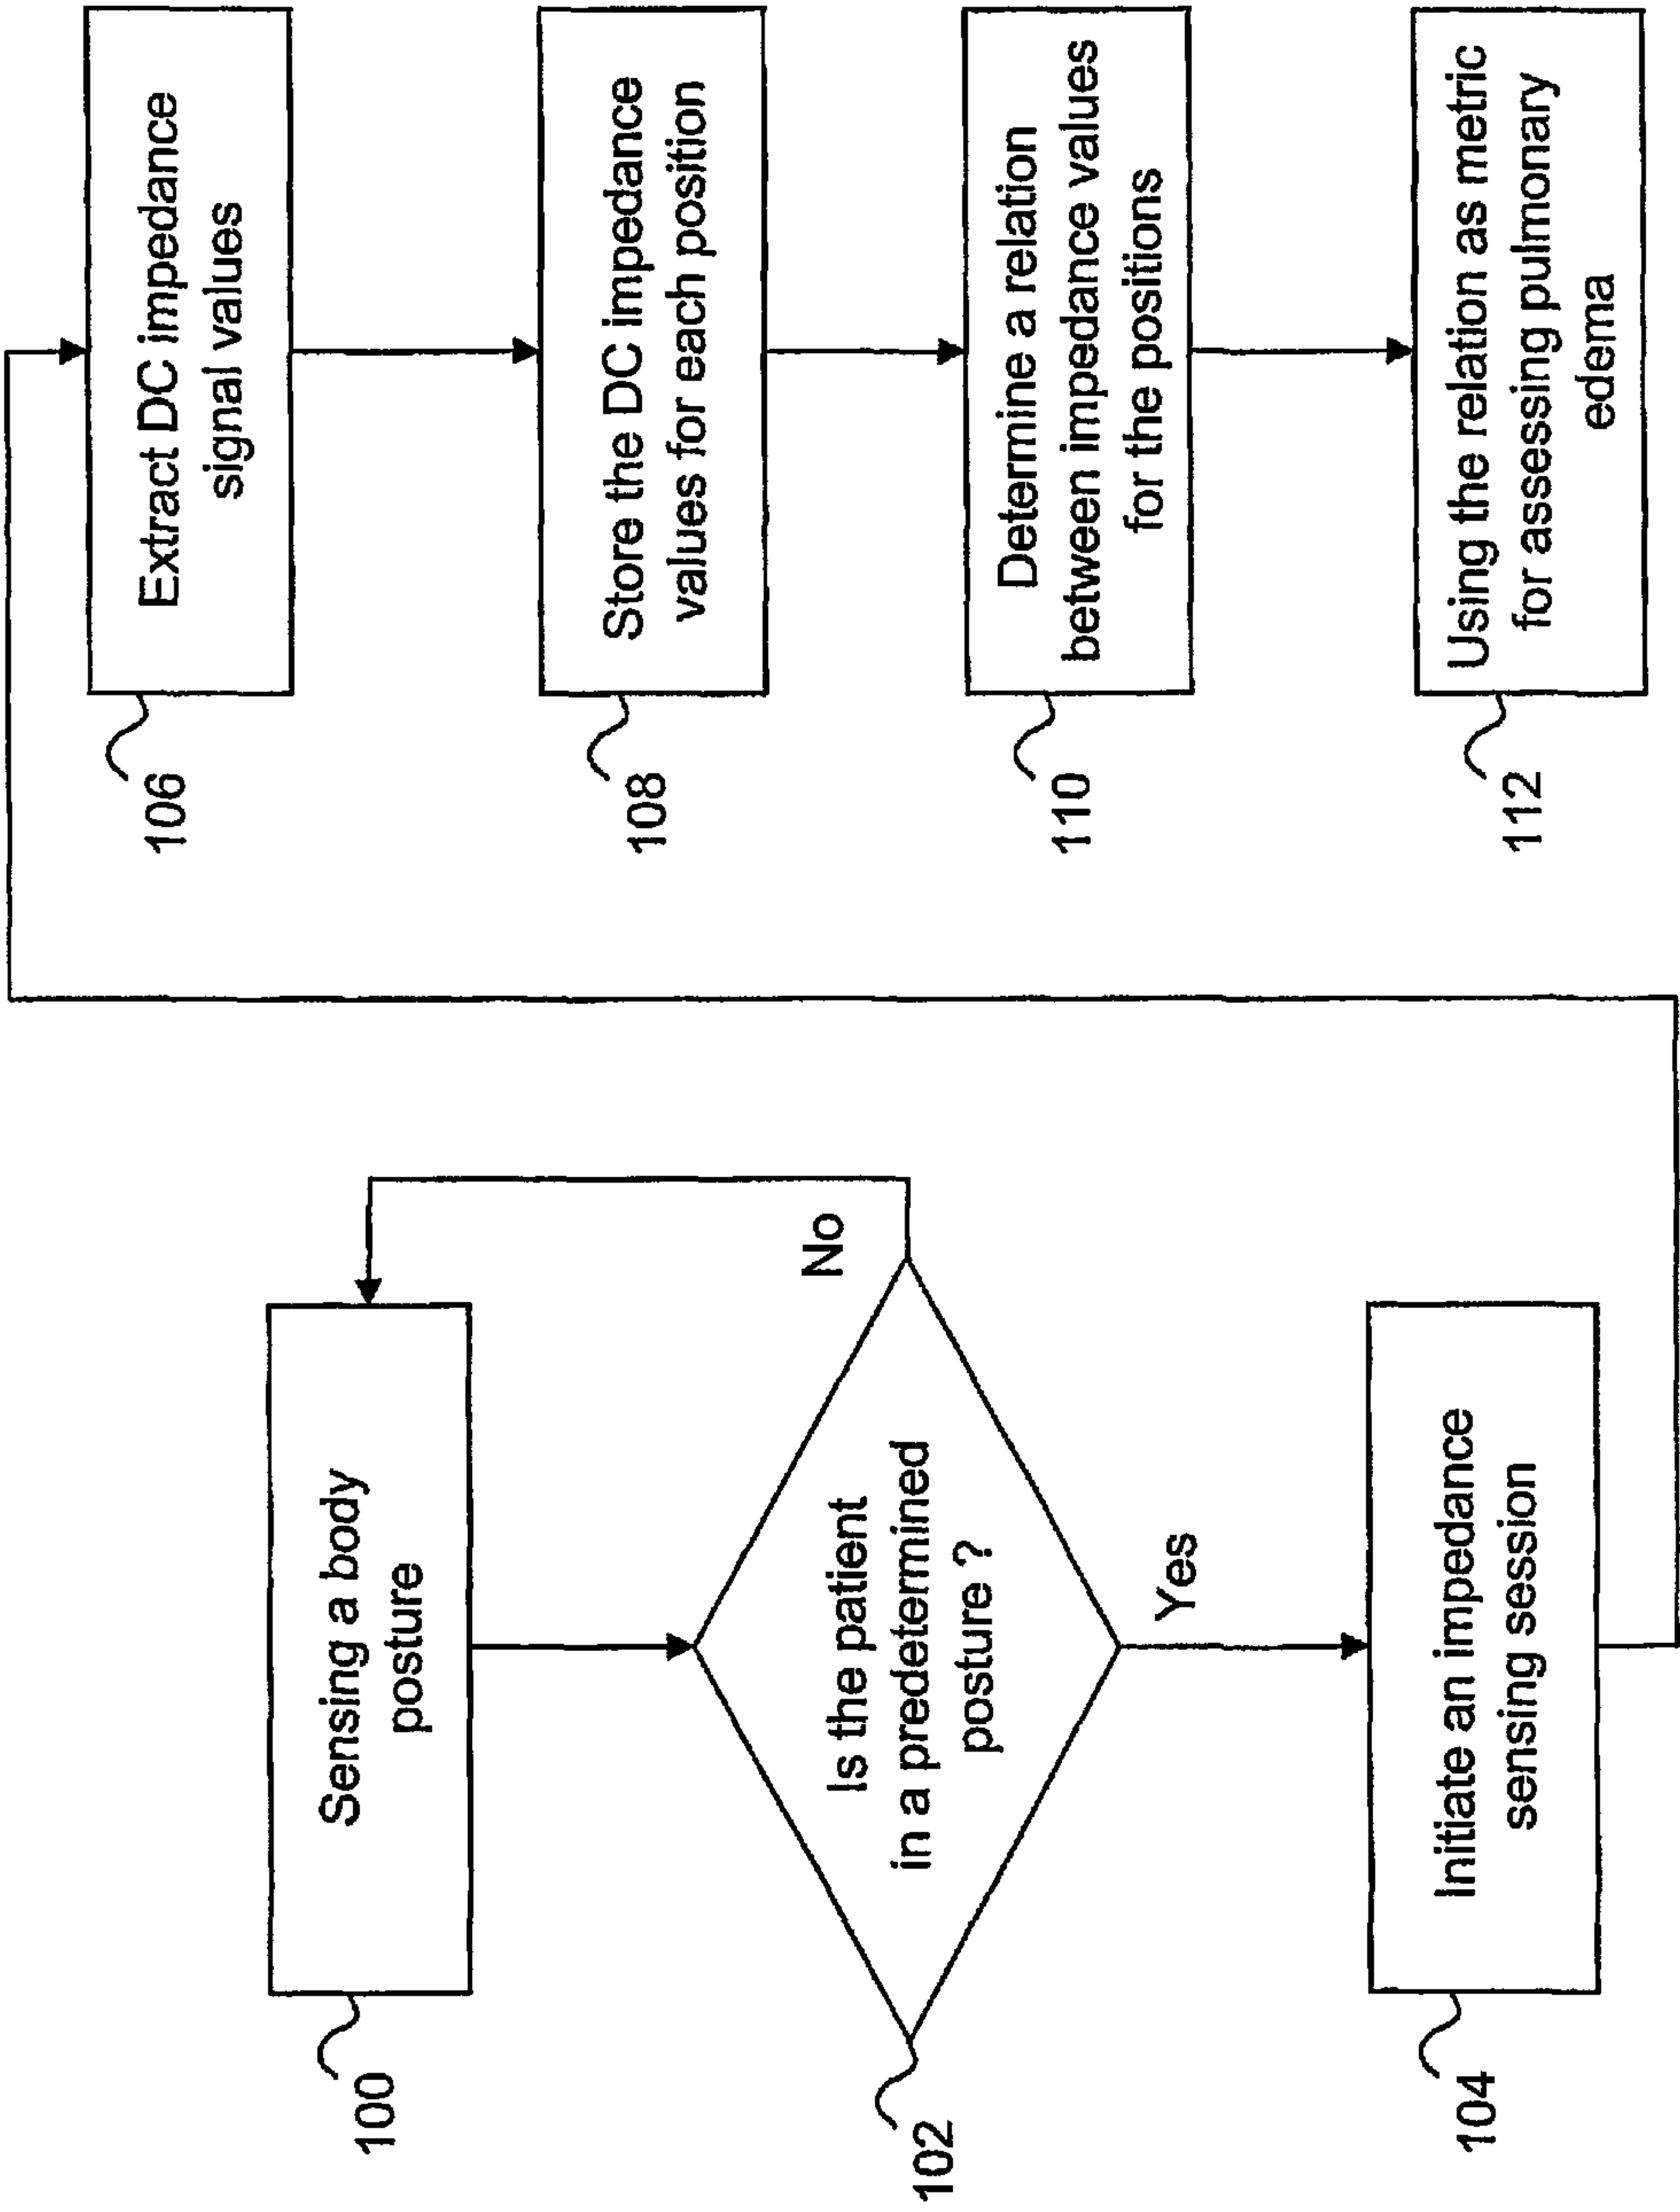 100
Sensing a body
posture
102
Is the patient
in a predetermined
posture ?
No
Yes
104
Initiate an impedance
sensing session
106
Extract DC impedance
signal values
108
Store the DC impedance
values for each position
110
Determine a relation
between impedance values
for the positions
112
Using the relation as metric
for assessing pulmonary
edema